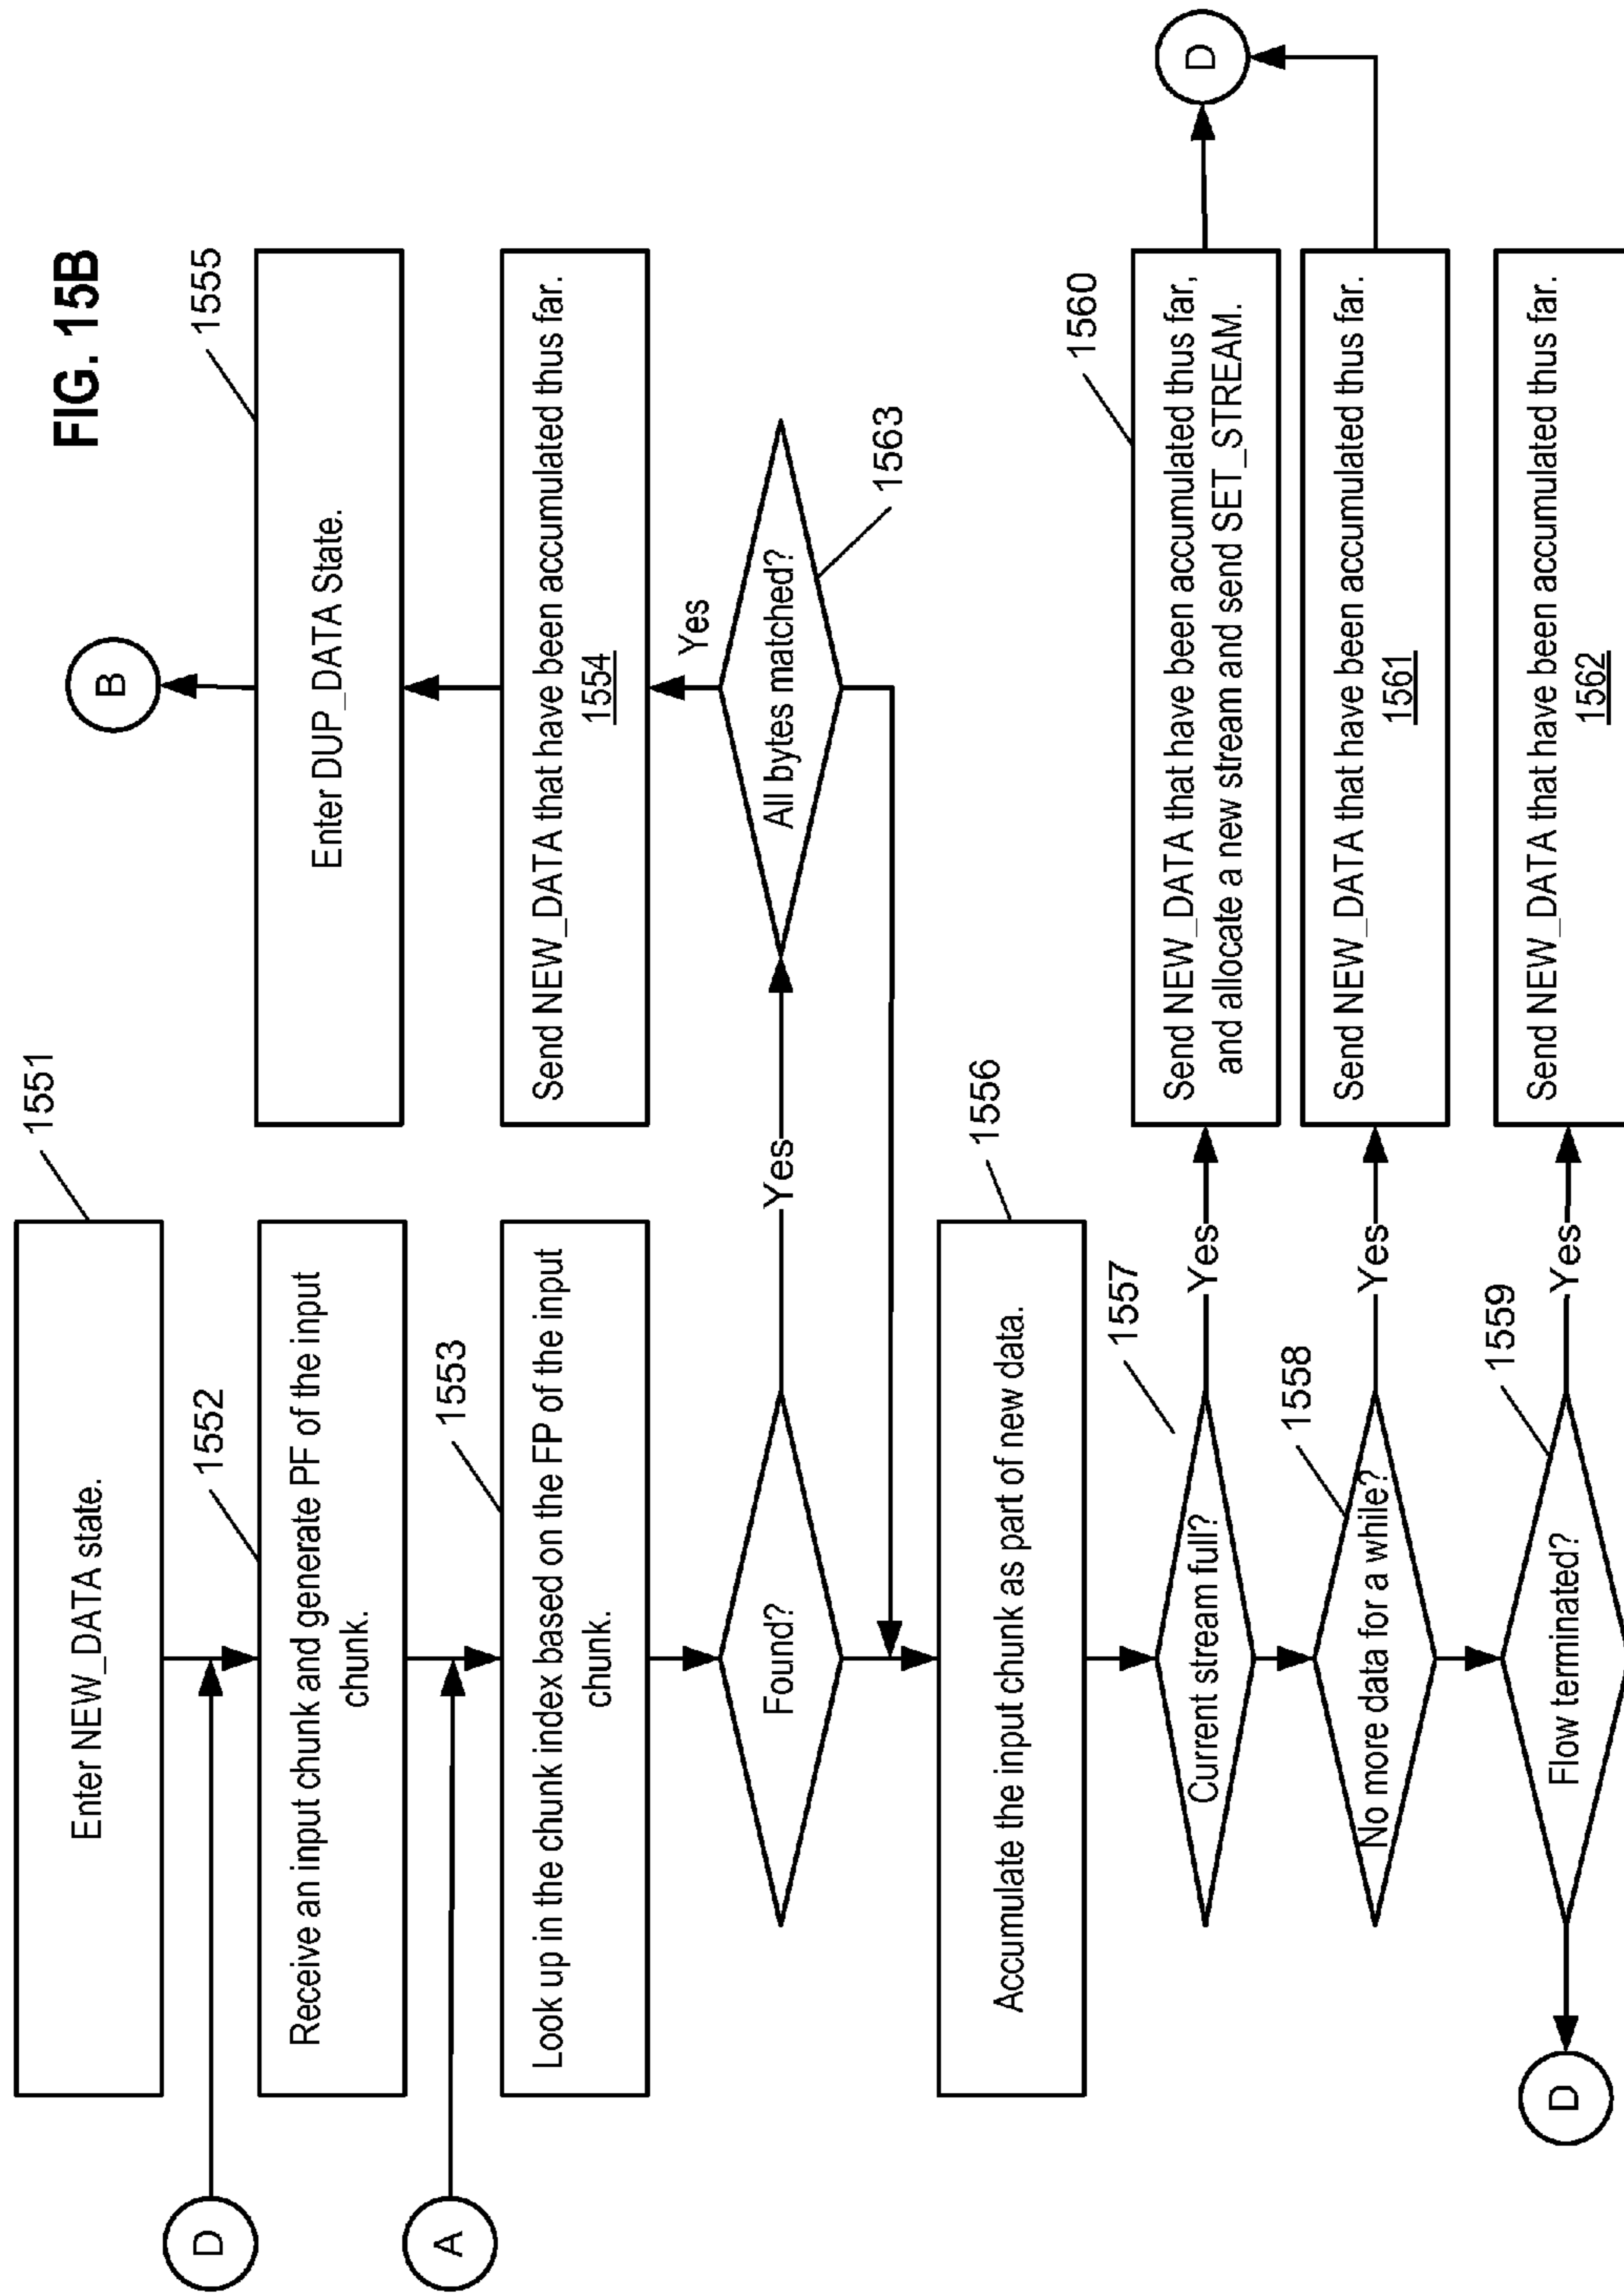 FIG. 15B
1551
Enter NEW_DATA state.
D
1552
Receive an input chunk and generate PF of the input
chunk.
A
1553
Look up in the chunk index based on the FP of the input
chunk.
Found?
Yes
B
1555
Enter DUP_DATA State.
Send NEW_DATA that have been accumulated thus far.
1554
Yes
All bytes matched?
1563
1556
Accumulate the input chunk as part of new data.
1557
Current stream full?
Yes
1560
Send NEW_DATA that have been accumulated thus far,
and allocate a new stream and send SET_STREAM.
D
1558
No more data for a while?
Yes
Send NEW_DATA that have been accumulated thus far.
1561
1559
Flow terminated?
Yes
Send NEW_DATA that have been accumulated thus far.
1562
D